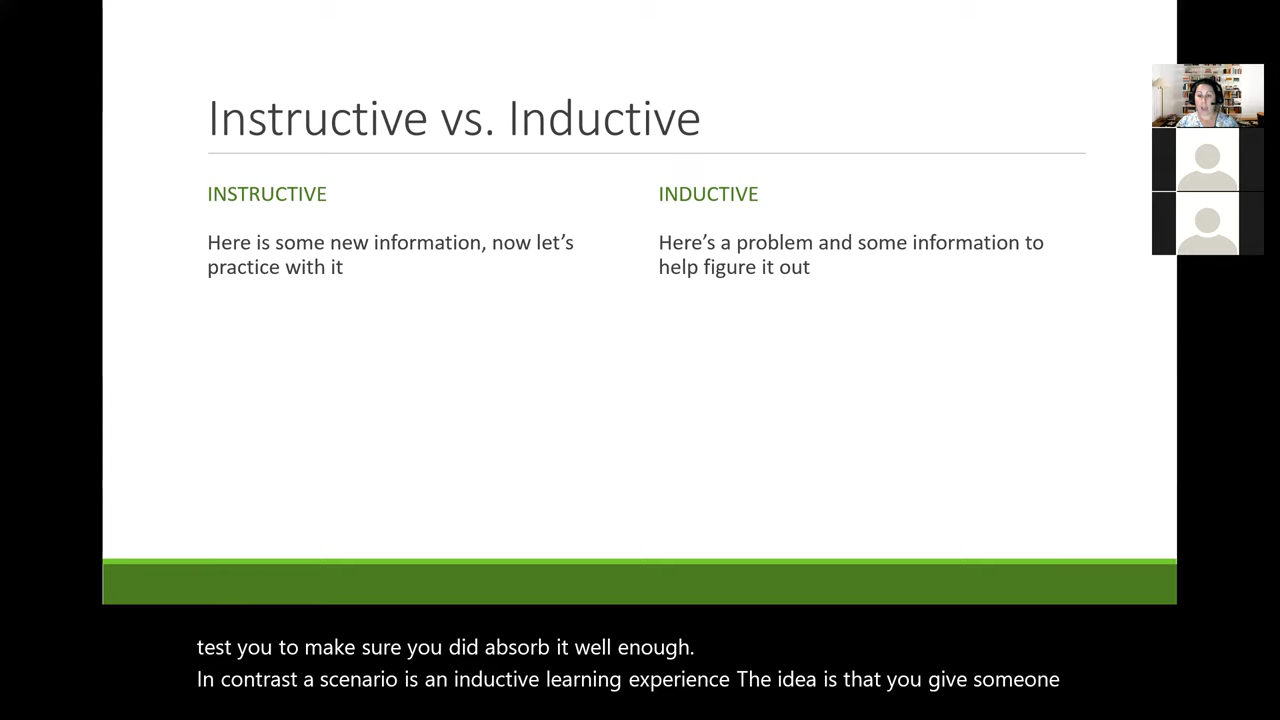 Instructive vs. Inductive
INSTRUCTIVE
Here is some new information, now let’s
practice with it
INDUCTIVE
Here’s a problem and some information to
help figure it out
test you to make sure you did absorb it well enough.
In contrast a scenario is an inductive learning experience The idea is that you give someone